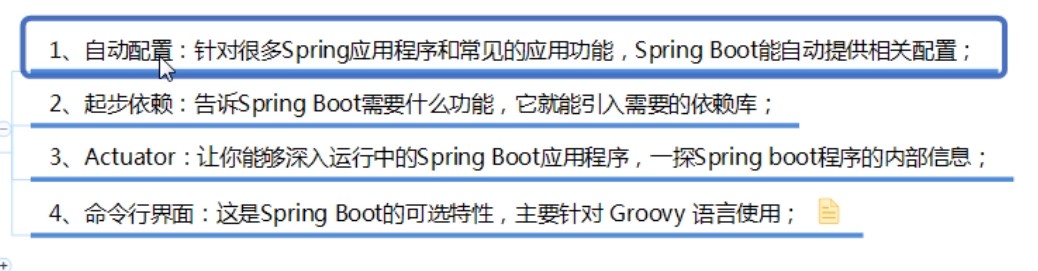 1、自动配置：针对很多Spring应用程序和常见的应用功能，Spring Boot能自动提供相关配置；
2、起步依赖：告诉Spring Boot需要什么功能，它就能引入需要的依赖库；
3、Actuator：让你能够深入运行中的Spring Boot应用程序，一探Spring boot程序的内部信息；
4、命令行界面：这是Spring Boot的可选特性，主要针对 Groovy 语言使用；